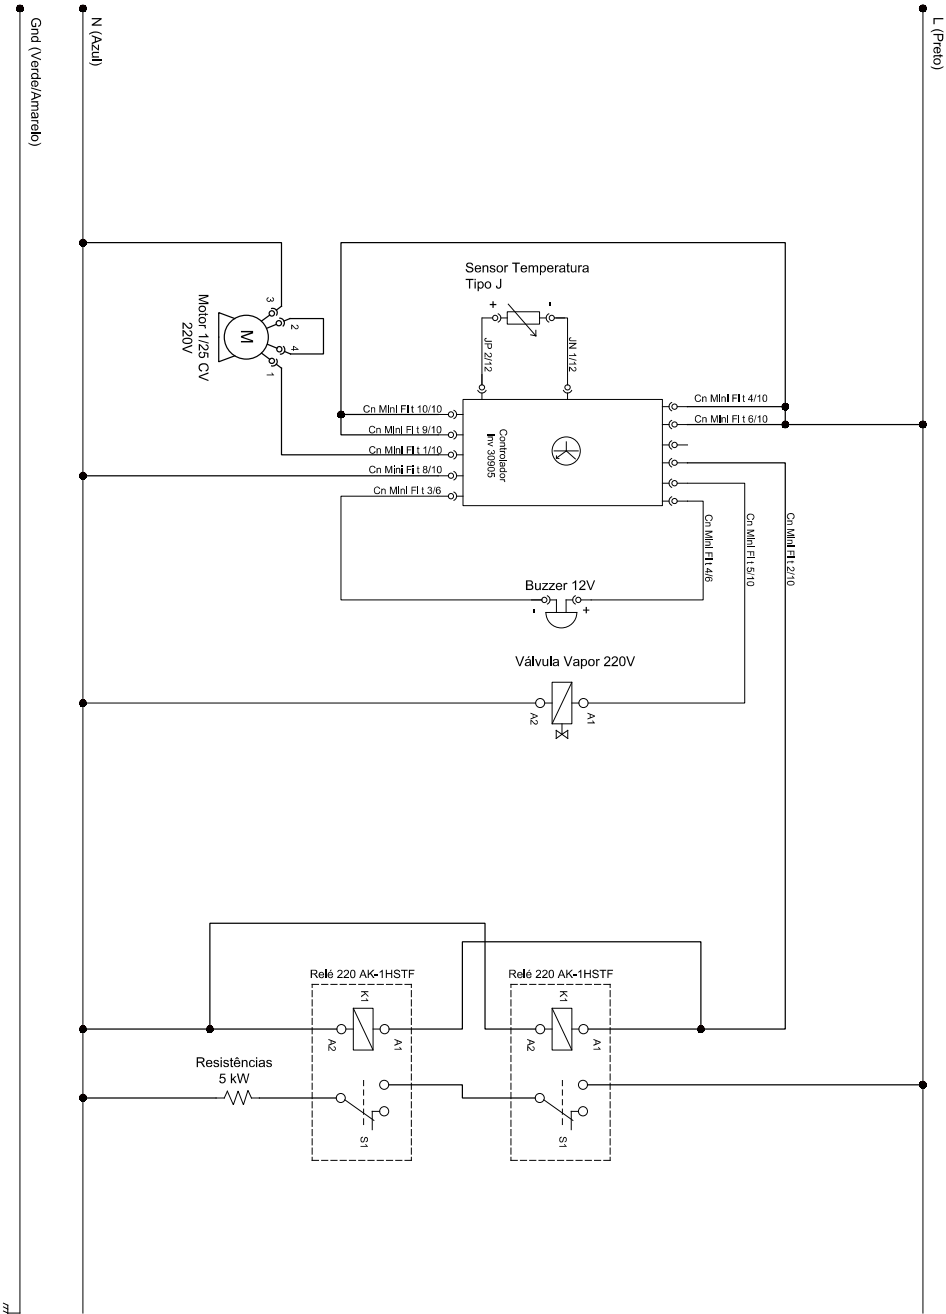 L (Preto)
N (Azul)
Gnd (Verde/Amarelo)
Sensor Temperatura
Tipo J
+
-
JP 2/12
JN 1/12
3
2
4
1
M
Motor 1/25 CV
220V
Cn Mini Fit 10/10
Cn Mini Fit 9/10
Cn Mini Fit 1/10
Cn Mini Fit 8/10
Cn Mini Fit 3/6
Controlador
Inv 30905
Cn Mini Fit 4/10
Cn Mini Fit 6/10
Cn Mini Fit 4/6
Cn Mini Fit 5/10
Cn Mini Fit 2/10
Buzzer 12V
-
+
Válvula Vapor 220V
A2
A1
Relé 220 AK-1HSTF
K1
A2
A1
S1
Relé 220 AK-1HSTF
K1
A2
A1
S1
Resistências
5 kW